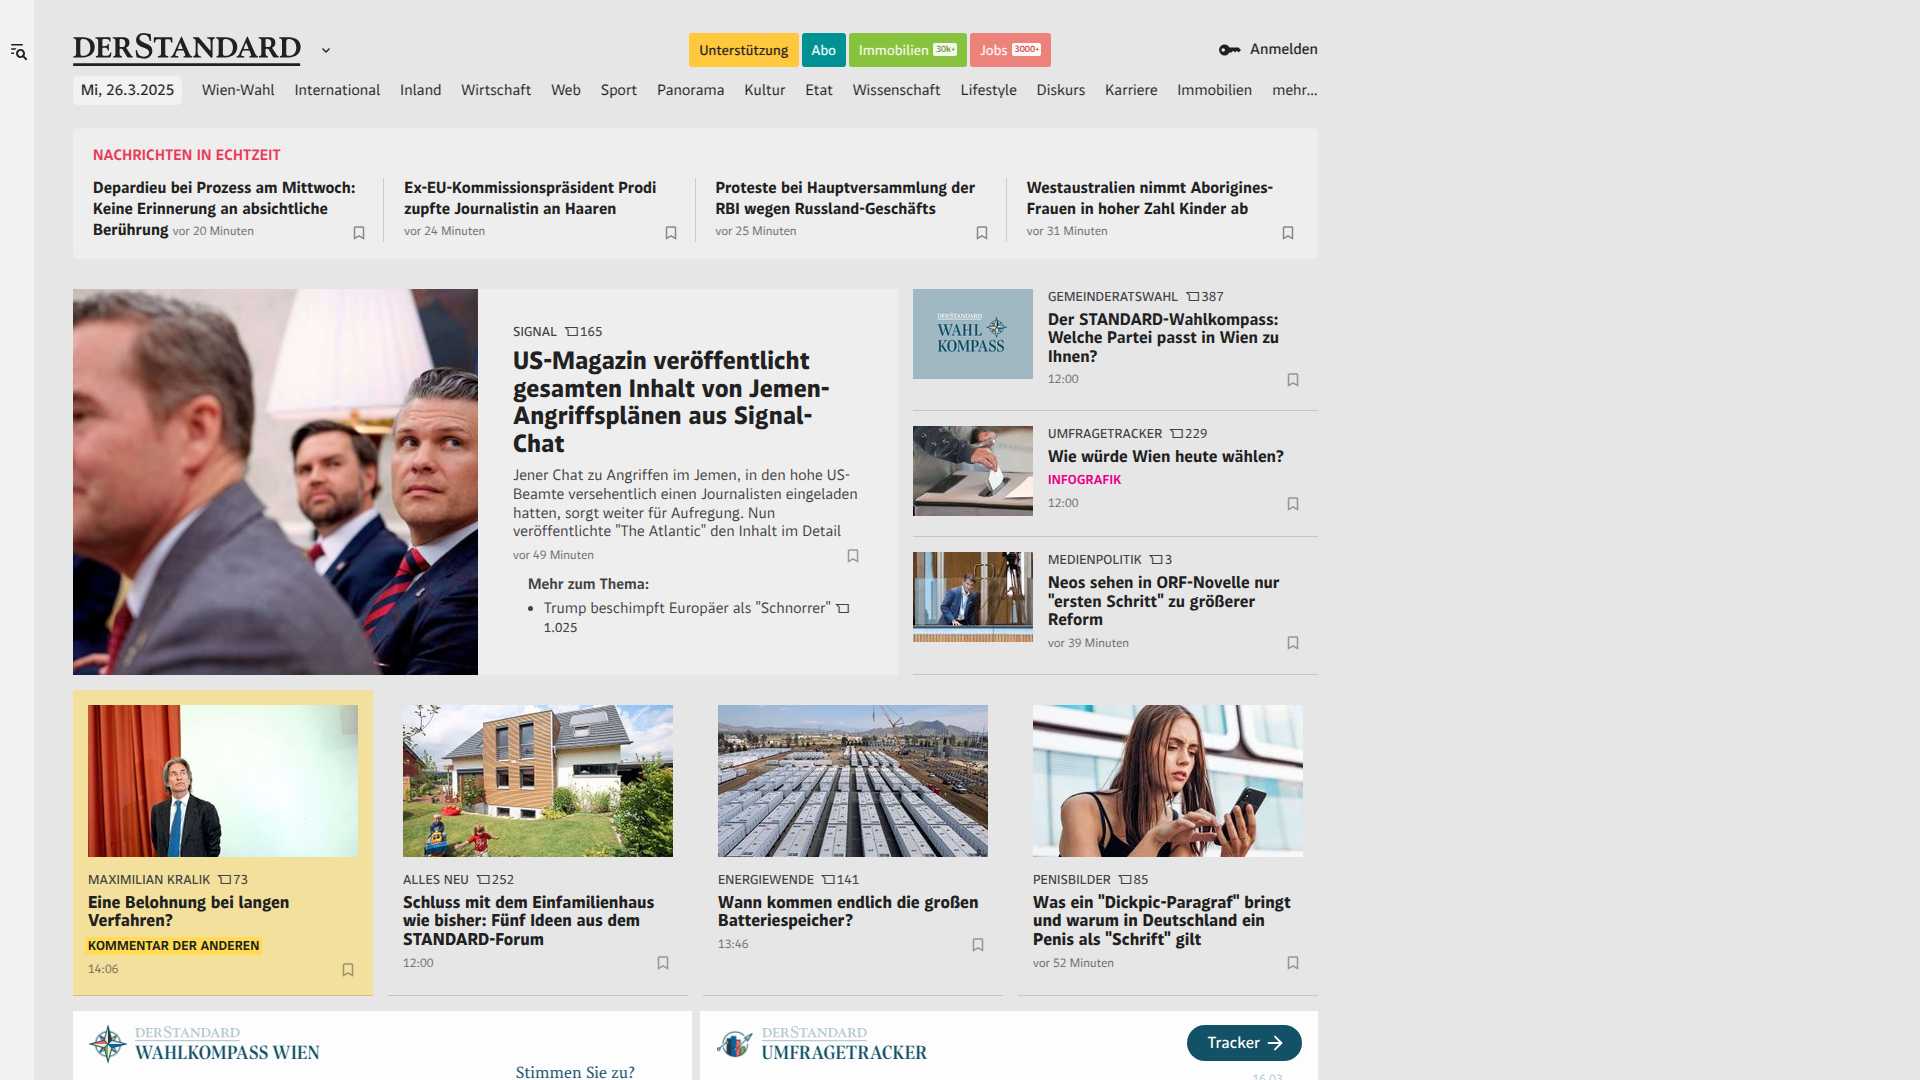 DERSTANDARD
Unterstützung
Abo
Immobilien 30k+
Jobs 3000+
Anmelden
Mi, 26.3.2025
Wien-Wahl
International
Inland
Wirtschaft
Web
Sport
Panorama
Kultur
Etat
Wissenschaft
Lifestyle
Diskurs
Karriere
Immobilien
mehr...
NACHRICHTEN IN ECHTZEIT
Depardieu bei Prozess am Mittwoch:
Keine Erinnerung an absichtliche
Berührung vor 20 Minuten
Ex-EU-Kommissionspräsident Prodi
zupfte Journalistin an Haaren
vor 24 Minuten
Proteste bei Hauptversammlung der
RBI wegen Russland-Geschäfts
vor 25 Minuten
Westaustralien nimmt Aborigines-
Frauen in hoher Zahl Kinder ab
vor 31 Minuten
SIGNAL 165
US-Magazin veröffentlicht
gesamten Inhalt von Jemen-
Angriffsplänen aus Signal-
Chat
Jener Chat zu Angriffen im Jemen, in den hohe US-
Beamte versehentlich einen Journalisten eingeladen
hatten, sorgt weiter für Aufregung. Nun
veröffentlichte "The Atlantic" den Inhalt im Detail
vor 49 Minuten
Mehr zum Thema:
• Trump beschimpft Europäer als "Schnorrer"
1.025
DERSTANDARD
WAHL
KOMPASS
GEMEINDERATSWAHL 387
Der STANDARD-Wahlkompass:
Welche Partei passt in Wien zu
Ihnen?
12:00
UMFRAGETRACKER 229
Wie würde Wien heute wählen?
INFOGRAFIK
12:00
MEDIENPOLITIK 3
Neos sehen in ORF-Novelle nur
"ersten Schritt" zu größerer
Reform
vor 39 Minuten
MAXIMILIAN KRALIK 73
Eine Belohnung bei langen
Verfahren?
KOMMENTAR DER ANDEREN
14:06
ALLES NEU 252
Schluss mit dem Einfamilienhaus
wie bisher: Fünf Ideen aus dem
STANDARD-Forum
12:00
ENERGIEWENDE 141
Wann kommen endlich die großen
Batteriespeicher?
13:46
PENISBILDER 85
Was ein "Dickpic-Paragraf" bringt
und warum in Deutschland ein
Penis als "Schrift" gilt
vor 52 Minuten
DERSTANDARD
WAHLKOMPASS WIEN
Stimmen Sie zu?
DERSTANDARD
UMFRAGETRACKER
Tracker →
16.03